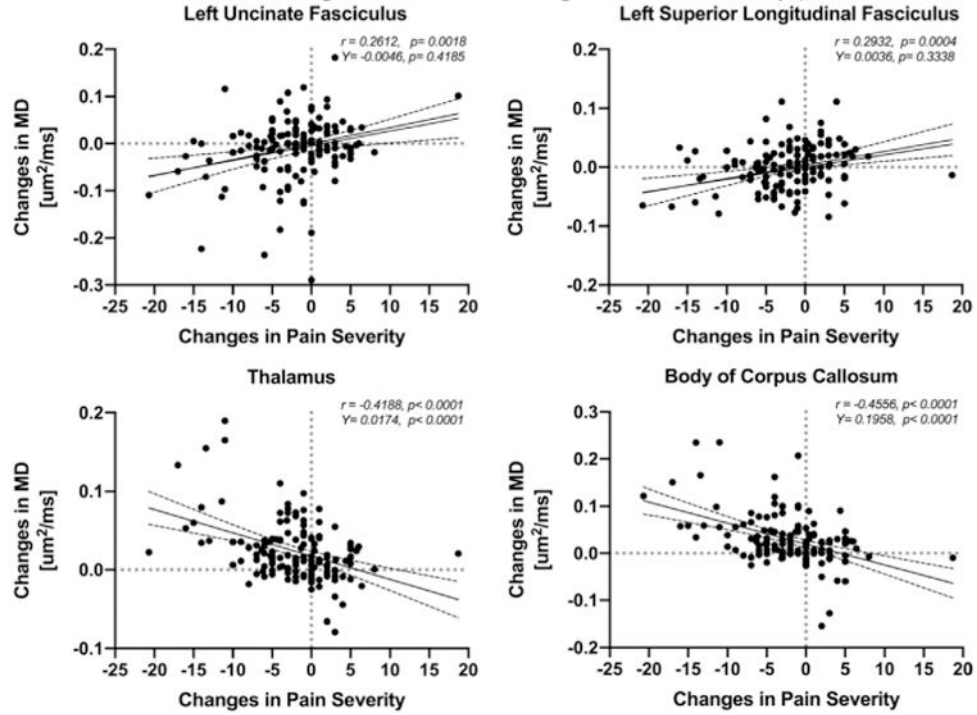 Left Uncinate Fasciculus
r = 0.2612, p= 0.0018
Y= -0.0046, p= 0.4185
0.2
0.1
0.0
-0.1
-0.2
-0.3
Changes in MD
[um²/ms]
-25 -20 -15 -10 -5 0 5 10 15 20
Changes in Pain Severity
Left Superior Longitudinal Fasciculus
r = 0.2932, p= 0.0004
Y= 0.0036, p= 0.3338
0.2
0.1
0.0
-0.1
-0.2
Changes in MD
[um²/ms]
-25 -20 -15 -10 -5 0 5 10 15 20
Changes in Pain Severity
Thalamus
r = -0.4188, p< 0.0001
Y= 0.0174, p< 0.0001
0.2
0.1
0.0
-0.1
Changes in MD
[um²/ms]
-25 -20 -15 -10 -5 0 5 10 15 20
Changes in Pain Severity
Body of Corpus Callosum
r = -0.4556, p< 0.0001
Y= 0.1958, p< 0.0001
0.3
0.2
0.1
0.0
-0.1
-0.2
Changes in MD
[um²/ms]
-25 -20 -15 -10 -5 0 5 10 15 20
Changes in Pain Severity